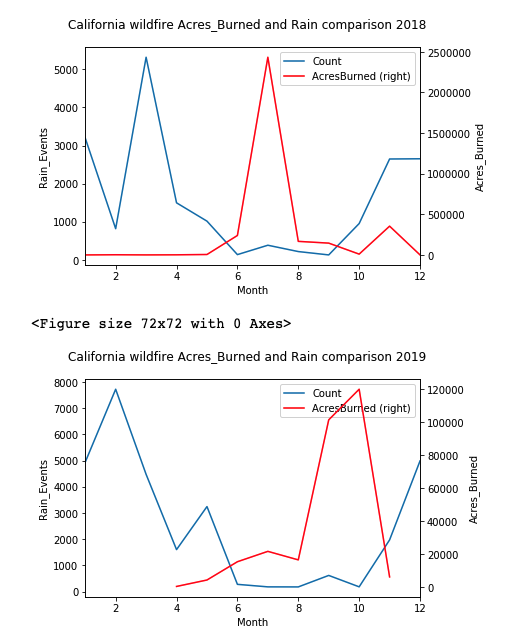 California wildfire Acres_Burned and Rain comparison 2018
Count
AcresBurned (right)
5000
4000
3000
2000
1000
0
Rain_Events
2500000
2000000
1500000
1000000
500000
0
Acres_Burned
2 4 6 8 10 12
Month
<Figure size 72x72 with 0 Axes>
California wildfire Acres_Burned and Rain comparison 2019
Count
AcresBurned (right)
8000
7000
6000
5000
4000
3000
2000
1000
0
Rain_Events
120000
100000
80000
60000
40000
20000
0
Acres_Burned
2 4 6 8 10 12
Month